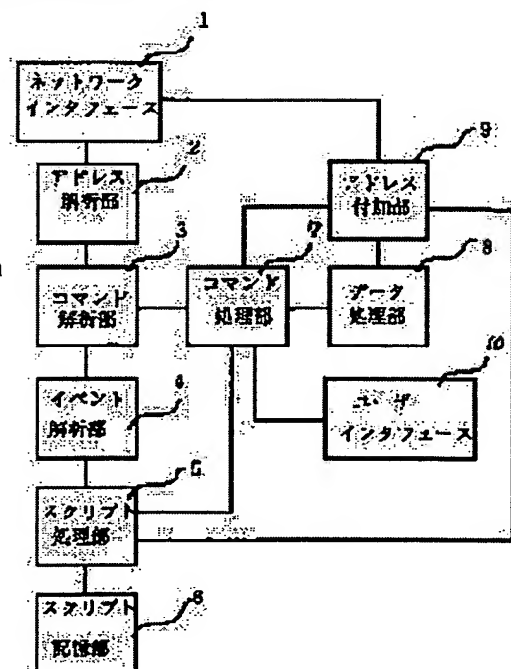 1
ネットワーク
インタフェース
2
アドレス
解析部
3
コマンド
解析部
イベント
解析部
スクリプト
処理部
スクリプト
記憶部
7
コマンド
処理部
8
データ
処理部
9
アドレス
付加部
10
ユーザ
インタフェース